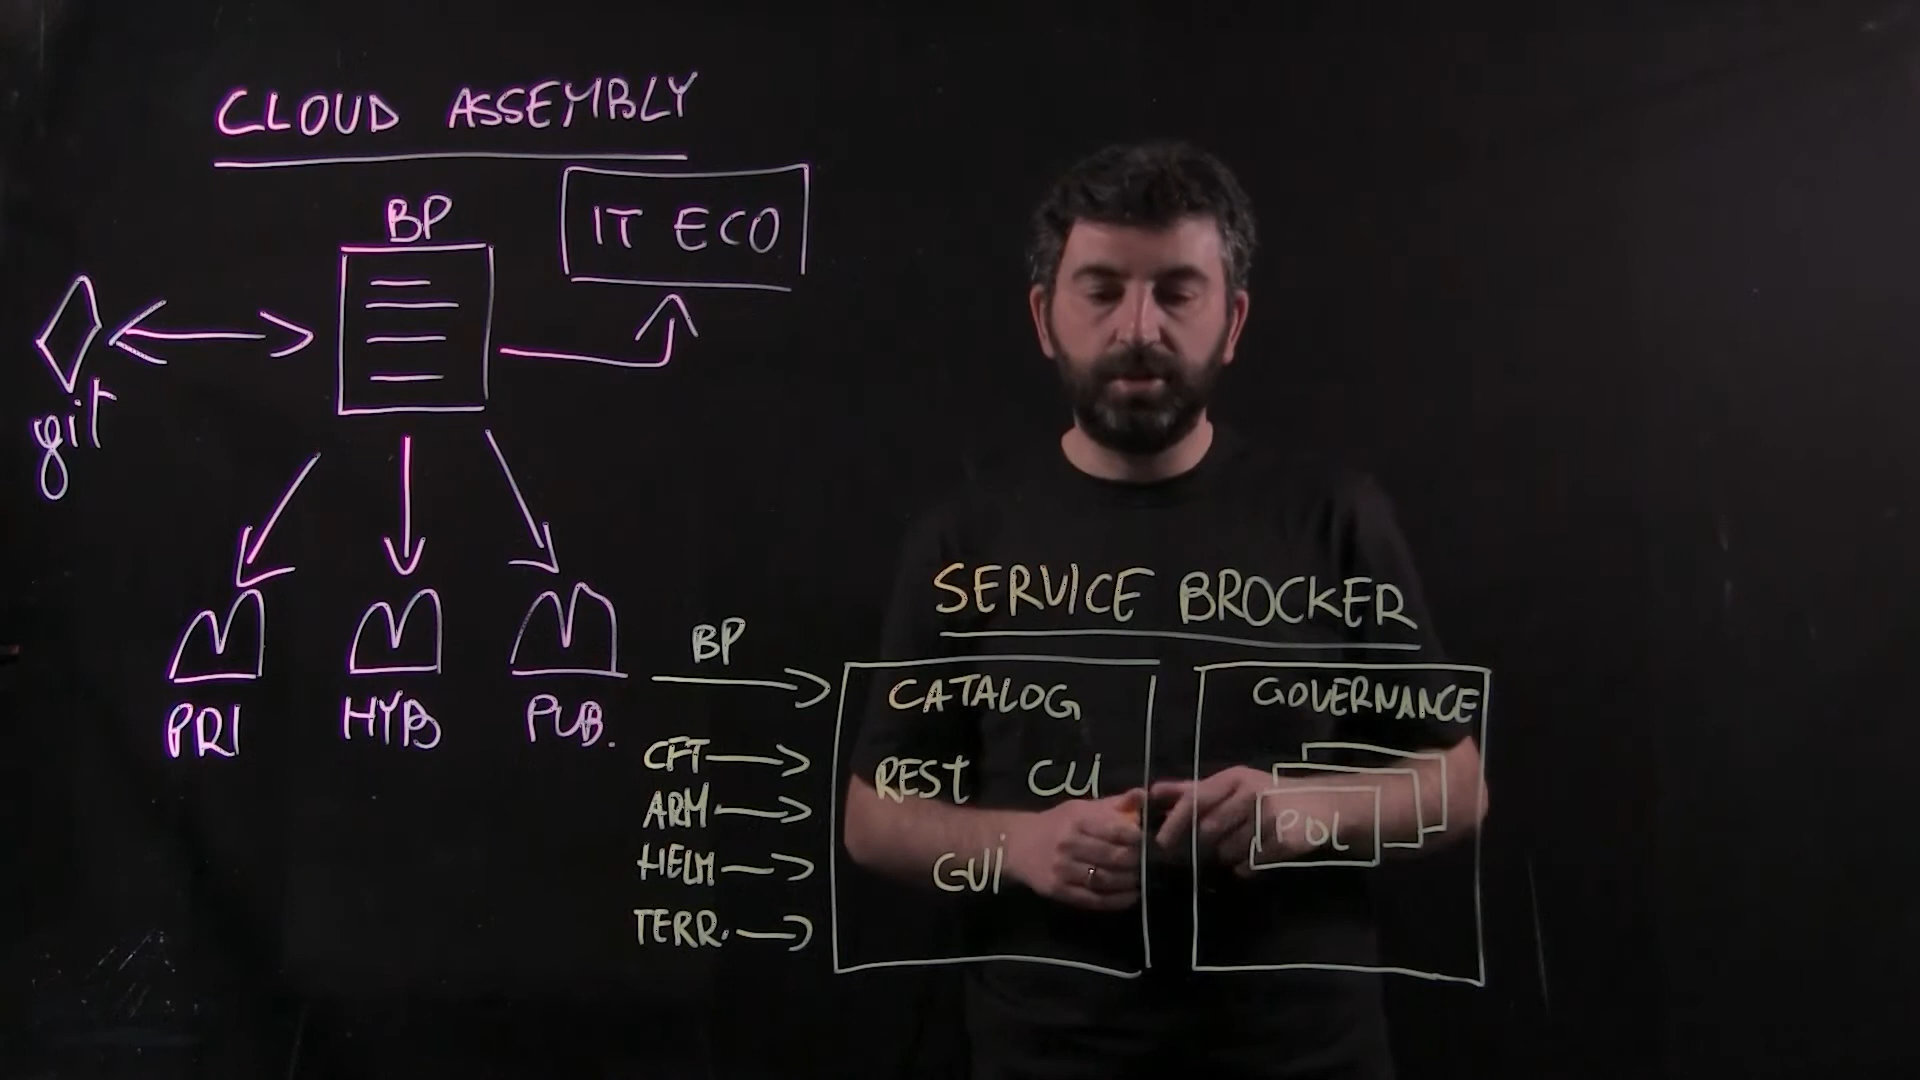 CLOUD ASSEMBLY
BP
IT ECO
git
PRI
HYB
PUB.
SERVICE BROCKER
BP
CATALOG
GOVERNANCE
CFT
REST CLI
ARM
POL
HELM
GUI
TERR.